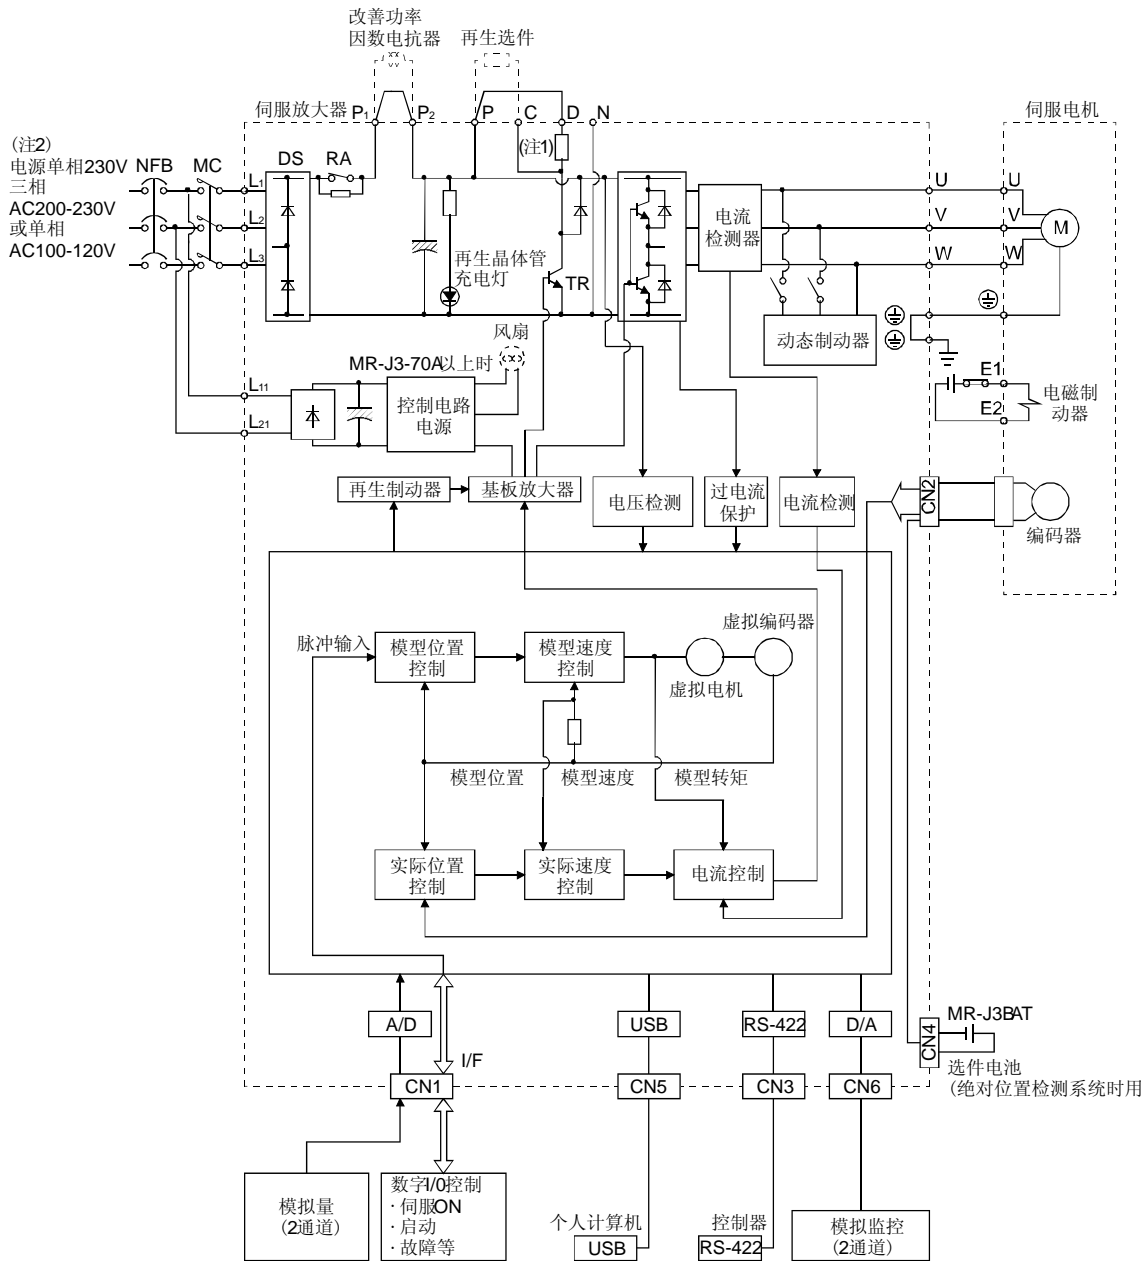 改善功率
因数电抗器
再生选件
伺服放大器
P1
P2
P
C
D
N
伺服电机
(注2)
电源单相230V
三相
AC200-230V
或单相
AC100-120V
NFB
MC
DS
RA
(注1)
L1
L2
L3
再生晶体管
充电灯
TR
电流
检测器
U
V
W
U
V
W
M
动态制动器
风扇
MR-J3-70A以上时
L11
L21
控制电路
电源
E1
E2
电磁制
动器
再生制动器
基板放大器
电压检测
过电流
保护
电流检测
CN2
编码器
脉冲输入
模型位置
控制
模型速度
控制
虚拟编码器
虚拟电机
模型位置
模型速度
模型转矩
实际位置
控制
实际速度
控制
电流控制
A/D
I/F
USB
RS-422
D/A
CN4
MR-J3BAT
选件电池
(绝对位置检测系统时用
CN1
CN5
CN3
CN6
模拟量
(2通道)
数字I/0控制
·伺服ON
·启动
·故障等
个人计算机
USB
控制器
RS-422
模拟监控
(2通道)